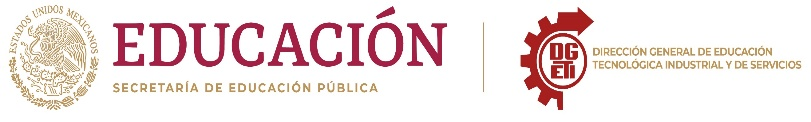 ESTADOS UNIDOS MEXICANOS
EDUCACIÓN
SECRETARÍA DE EDUCACIÓN PÚBLICA
DG
ETI
DIRECCIÓN GENERAL DE EDUCACIÓN
TECNOLÓGICA INDUSTRIAL Y DE SERVICIOS